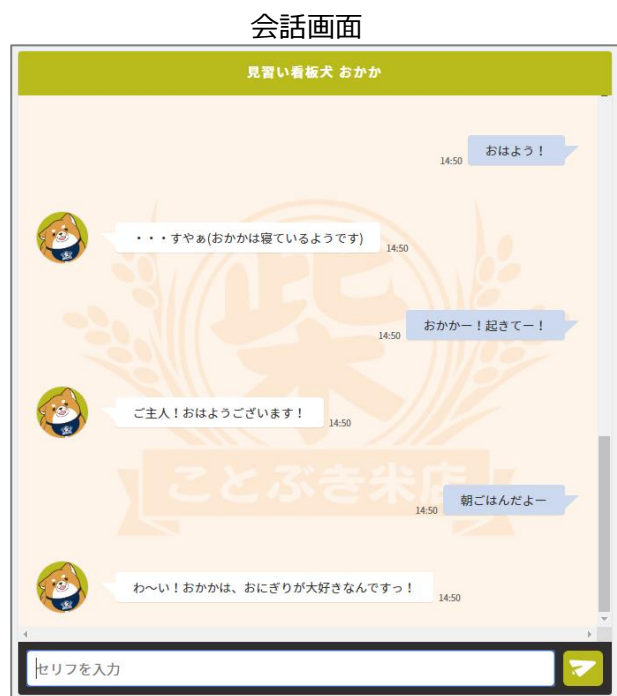 会話画面
見習い看板犬 おかか
おはよう！
14:50
・・・すやぁ(おかかは寝ているようです)
14:50
おかかー！起きてー！
14:50
ご主人！おはようございます！
14:50
朝ごはんだよー
14:50
わ〜い！おかかは、おにぎりが大好きなんですっ！
14:50
柴
ことぶき米店
セリフを入力